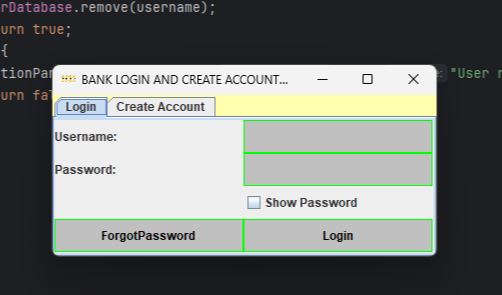 rDatabase.remove(username);
urn true;
{
tionPar
"User r
urn fal
BANK LOGIN AND CREATE ACCOUNT...
Login Create Account
Username:
Password:
Show Password
ForgotPassword Login